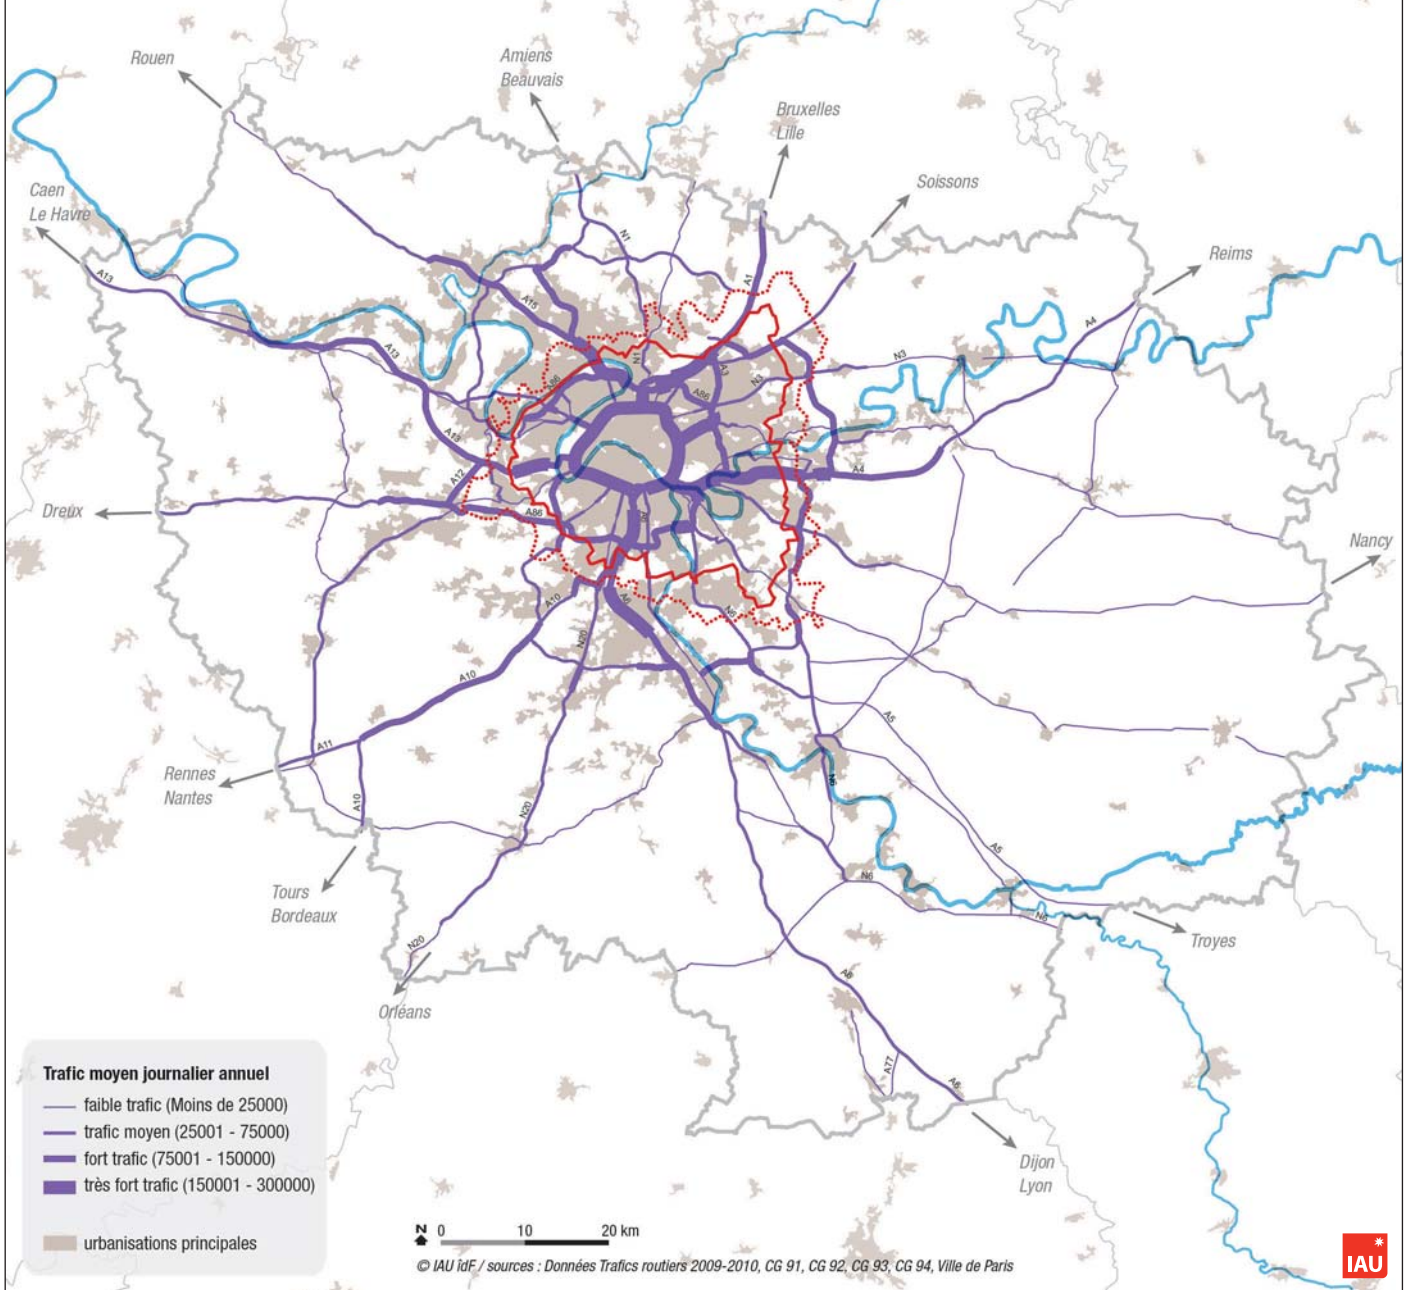 Rouen
Amiens
Beauvais
Bruxelles
Lille
Soissons
Caen
Le Havre
Reims
A13
N1
A1
A15
A4
A13
N1
A3
N3
N3
A86
A86
A13
A12
A4
Dreux
A86
Nancy
A10
A6
N6
N20
A10
A5
A11
Rennes
Nantes
A10
N20
N6
A5
N6
Tours
Bordeaux
N6
Troyes
N20
A6
Orléans
A77
A6
Dijon
Lyon
Trafic moyen journalier annuel
faible trafic (Moins de 25000)
trafic moyen (25001 - 75000)
fort trafic (75001 - 150000)
très fort trafic (150001 - 300000)
urbanisations principales
N 0 10 20 km
© IAU îdF / sources : Données Trafics routiers 2009-2010, CG 91, CG 92, CG 93, CG 94, Ville de Paris
IAU